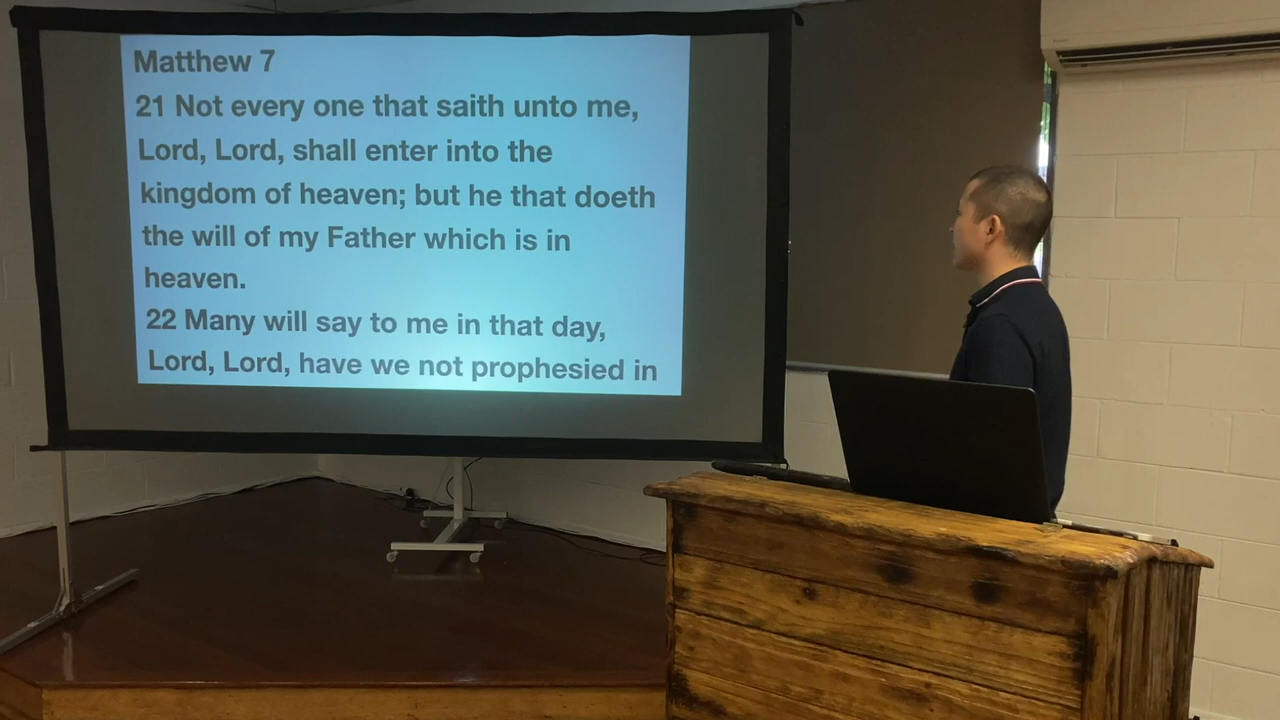 Matthew 7
21 Not every one that saith unto me,
Lord, Lord, shall enter into the
kingdom of heaven; but he that doeth
the will of my Father which is in
heaven.
22 Many will say to me in that day,
Lord, Lord, have we not prophesied in